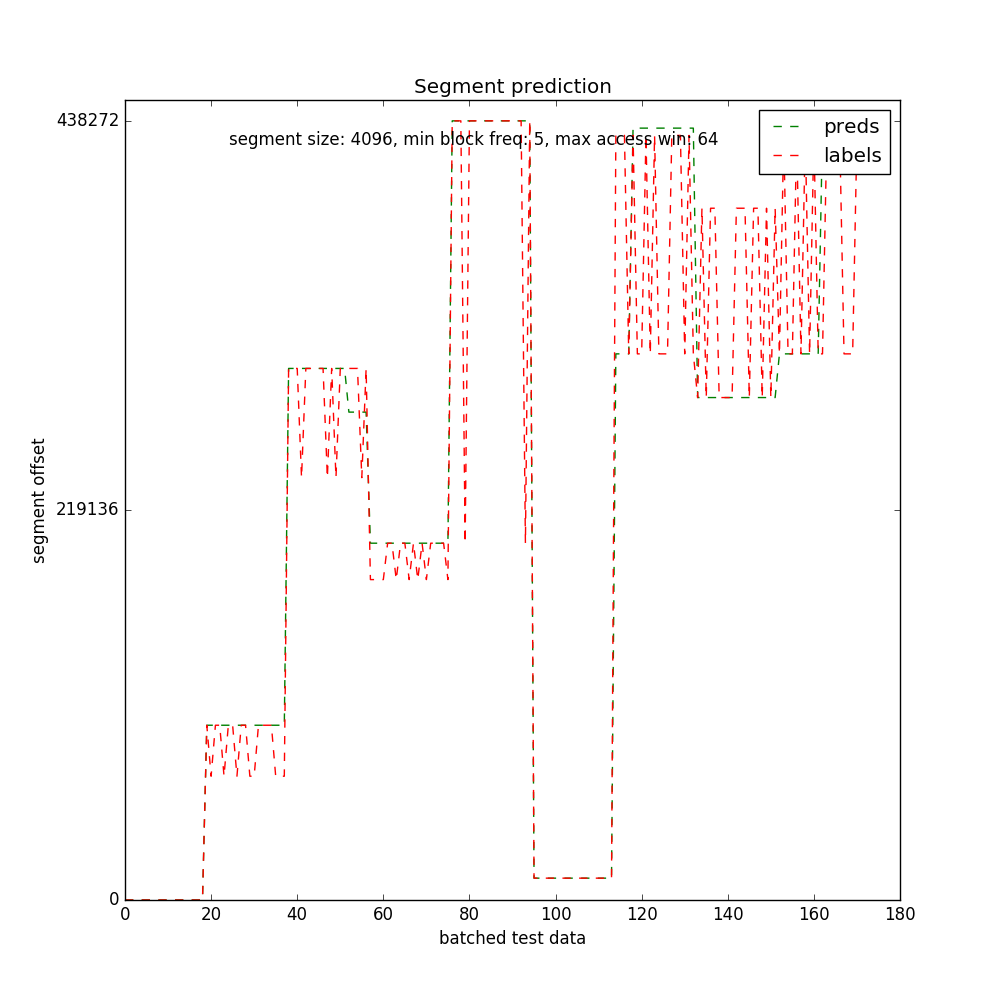 Segment prediction
438272
segment size: 4096, min block freq: 5, max access win: 64
preds
labels
219136
segment offset
0
0 20 40 60 80 100 120 140 160 180
batched test data